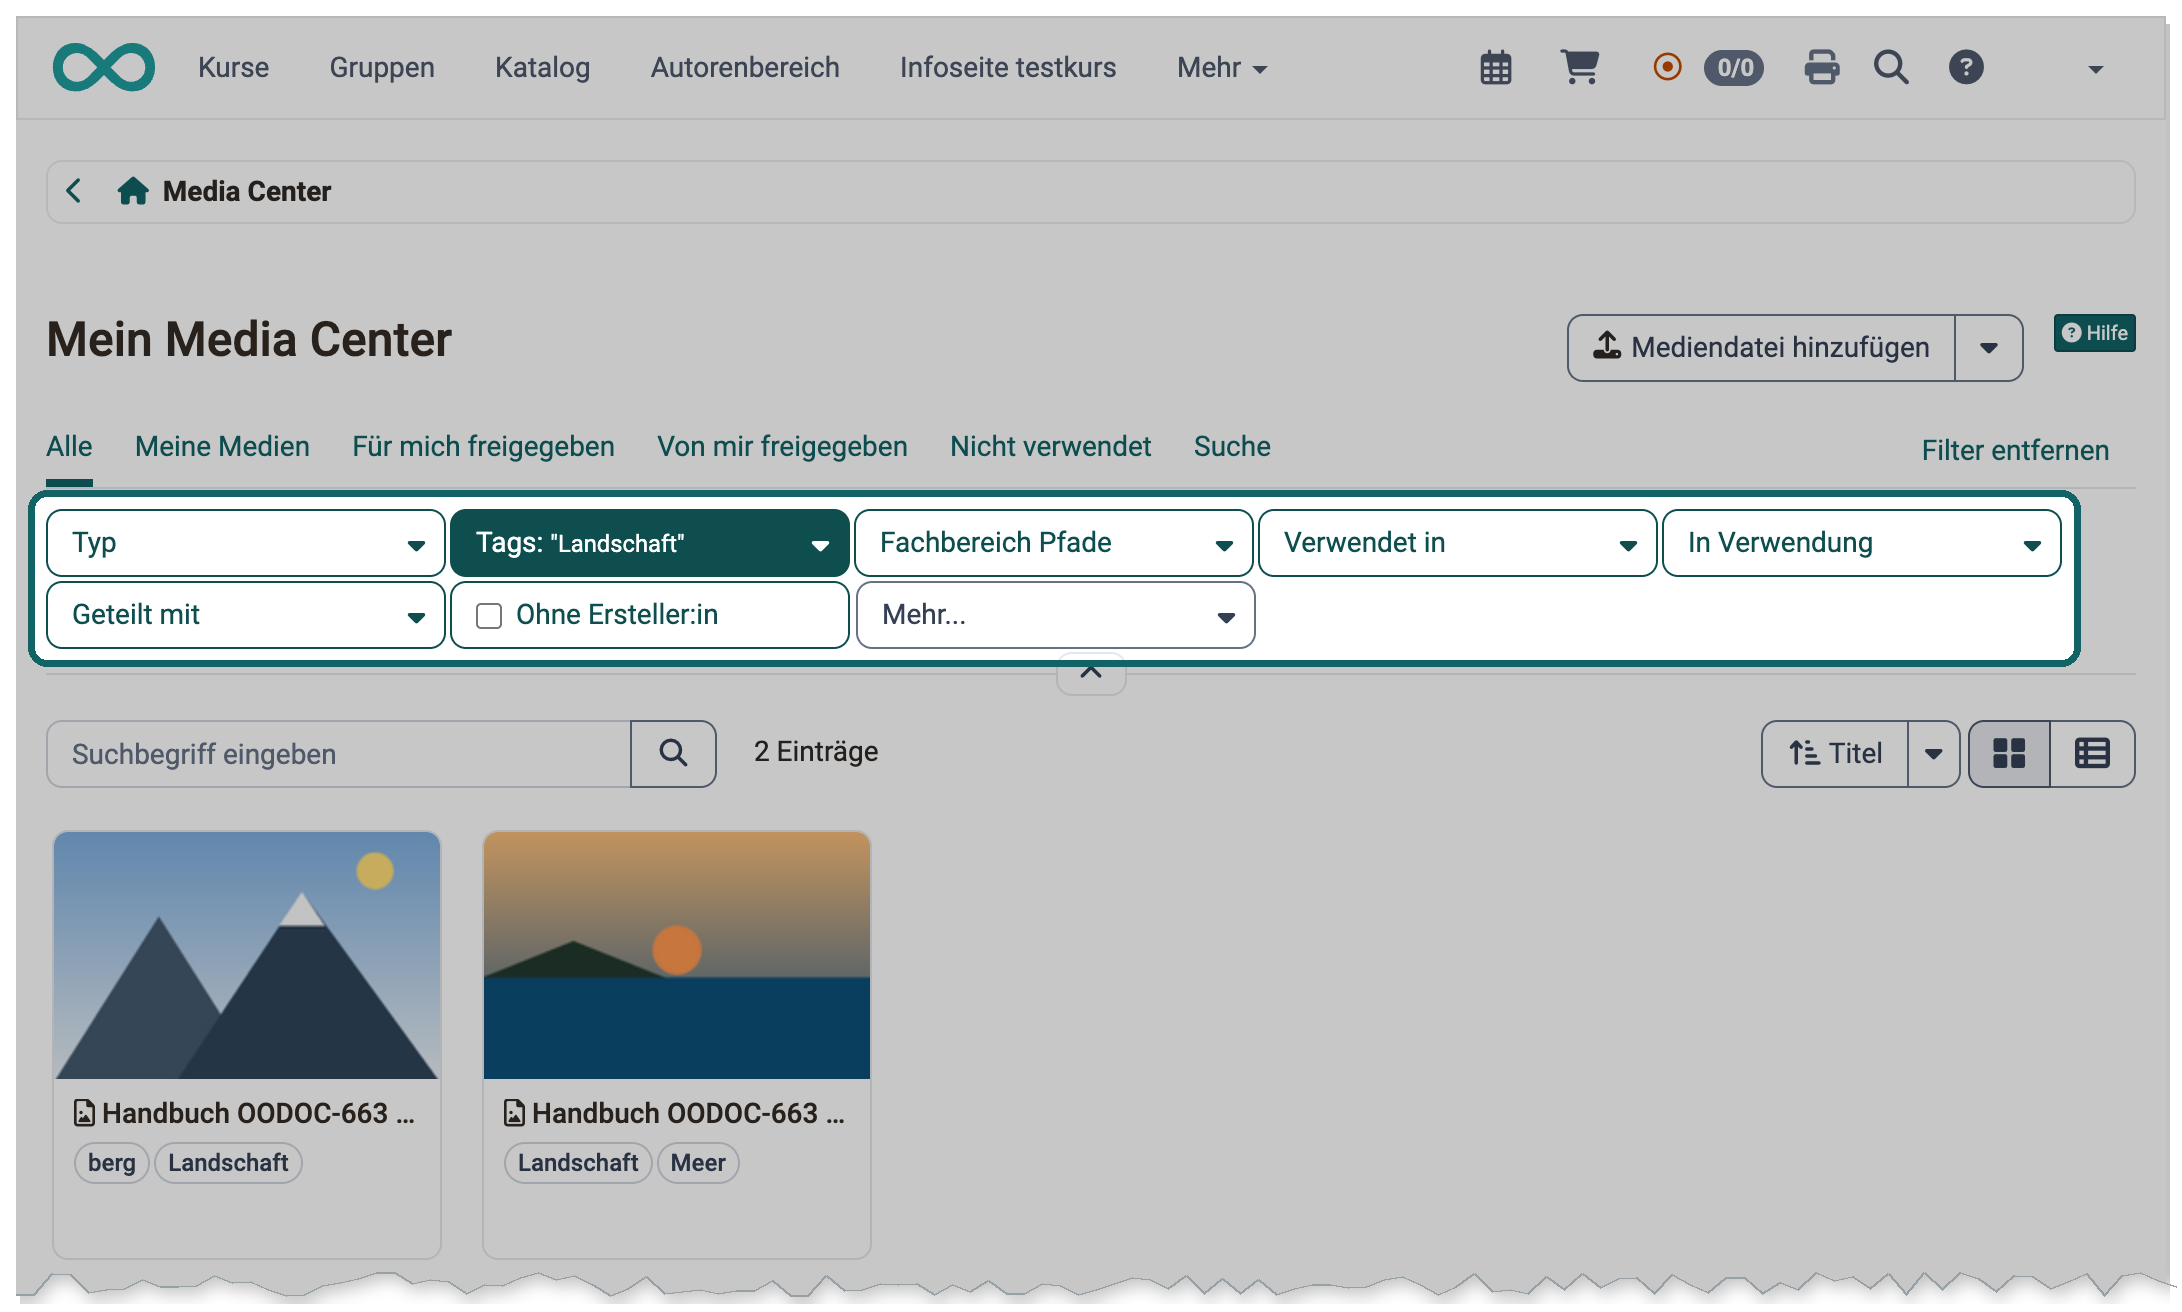 Kurse Gruppen Katalog Autorenbereich Infoseite testkurs Mehr 0/0 ?
Media Center
Mein Media Center
Mediendatei hinzufügen
? Hilfe
Alle Meine Medien Für mich freigegeben Von mir freigegeben Nicht verwendet Suche Filter entfernen
Typ Tags: "Landschaft" Fachbereich Pfade Verwendet in In Verwendung
Geteilt mit Ohne Ersteller:in Mehr...
Suchbegriff eingeben 2 Einträge Titel
Handbuch OODOC-663 ... Handbuch OODOC-663 ...
berg Landschaft Landschaft Meer